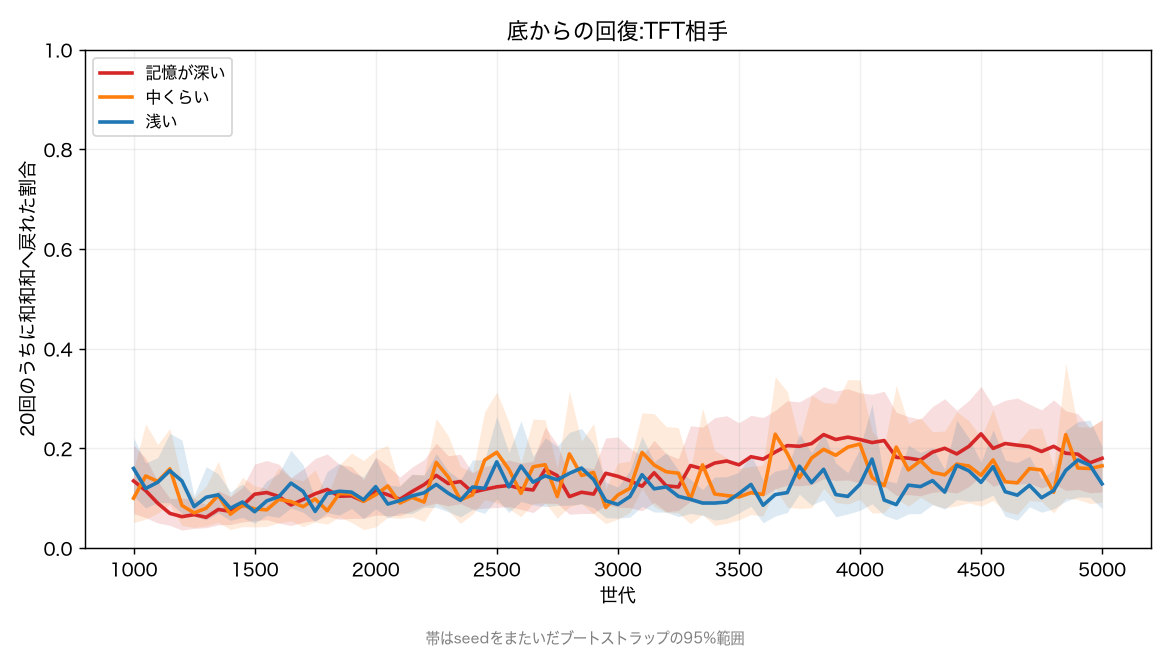 底からの回復:TFT相手
1.0
0.8
0.6
0.4
0.2
0.0
20回のうちに和和和へ戻れた割合
記憶が深い
中くらい
浅い
1000 1500 2000 2500 3000 3500 4000 4500 5000
世代
帯はseedをまたいだブートストラップの95%範囲